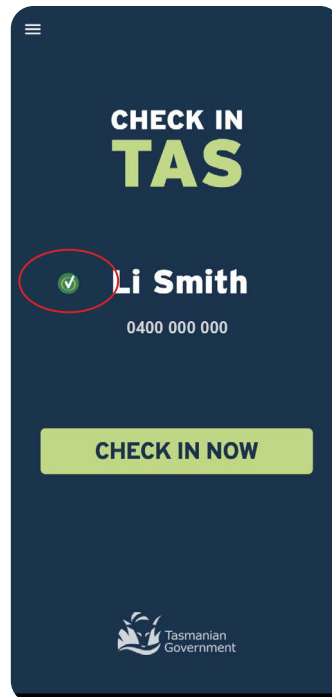 CHECK IN
TAS
Li Smith
0400 000 000
CHECK IN NOW
Tasmanian
Government